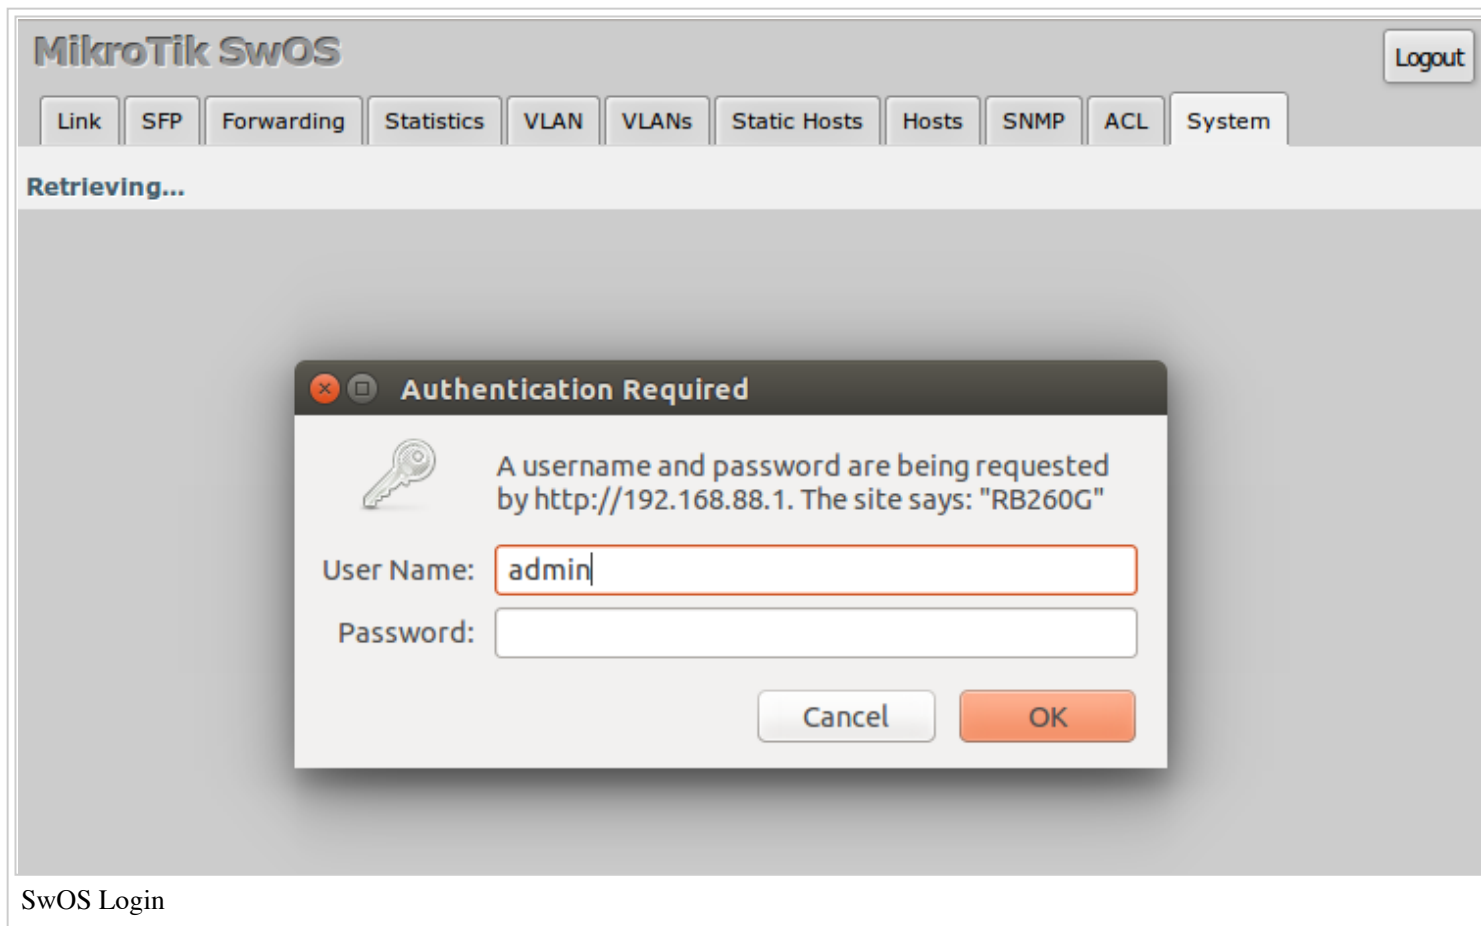 MikroTik SwOS
Logout
Link SFP Forwarding Statistics VLAN VLANs Static Hosts Hosts SNMP ACL System
Retrieving...
Authentication Required
A username and password are being requested
by http://192.168.88.1. The site says: "RB260G"
User Name: admin
Password:
Cancel OK
SwOS Login